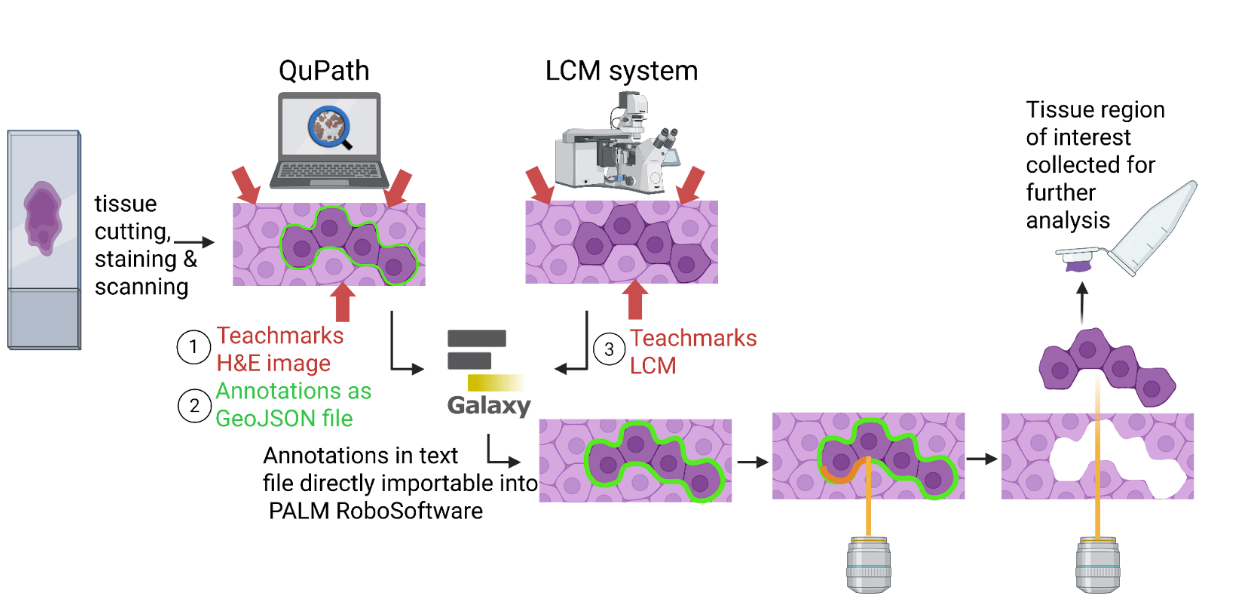 QuPath
LCM system
Tissue region
of interest
collected for
further
analysis
tissue
cutting,
staining &
scanning
1
Teachmarks
H&E image
2
Annotations as
GeoJSON file
3
Teachmarks
LCM
Galaxy
Annotations in text
file directly importable into
PALM RoboSoftware